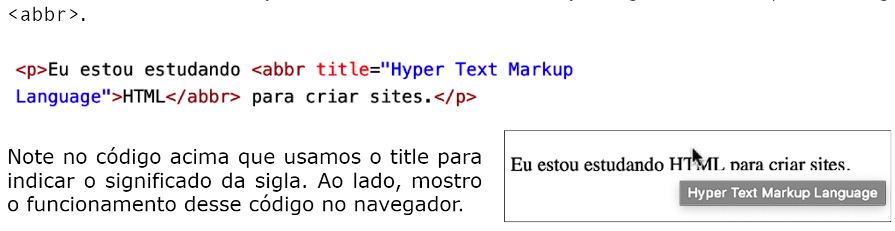 <abbr>.
<p>Eu estou estudando <abbr title="Hyper Text Markup
Language">HTML</abbr> para criar sites.</p>
Note no código acima que usamos o title para
indicar o significado da sigla. Ao lado, mostro
o funcionamento desse código no navegador.
Eu estou estudando HTML para criar sites.
Hyper Text Markup Language